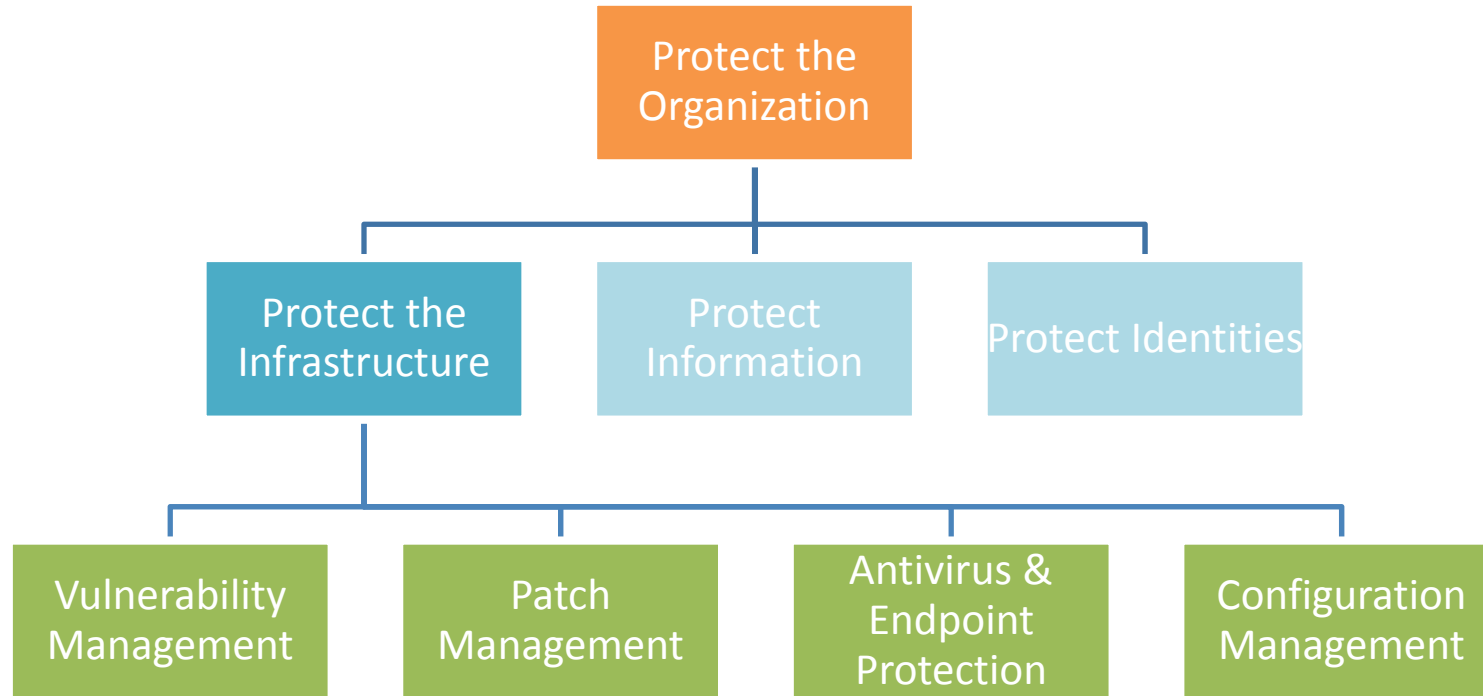 Protect the
Organization
Protect the
Infrastructure
Protect
Information
Protect Identities
Vulnerability
Management
Patch
Management
Antivirus &
Endpoint
Protection
Configuration
Management